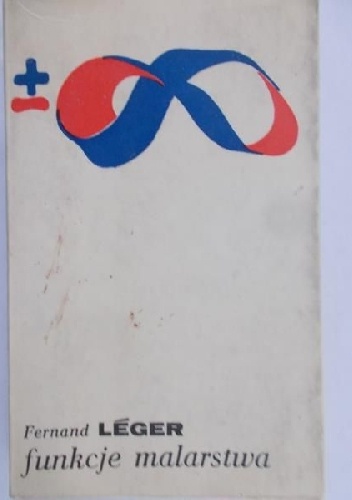 ±
Fernand LÉGER
funkcje malarstwa